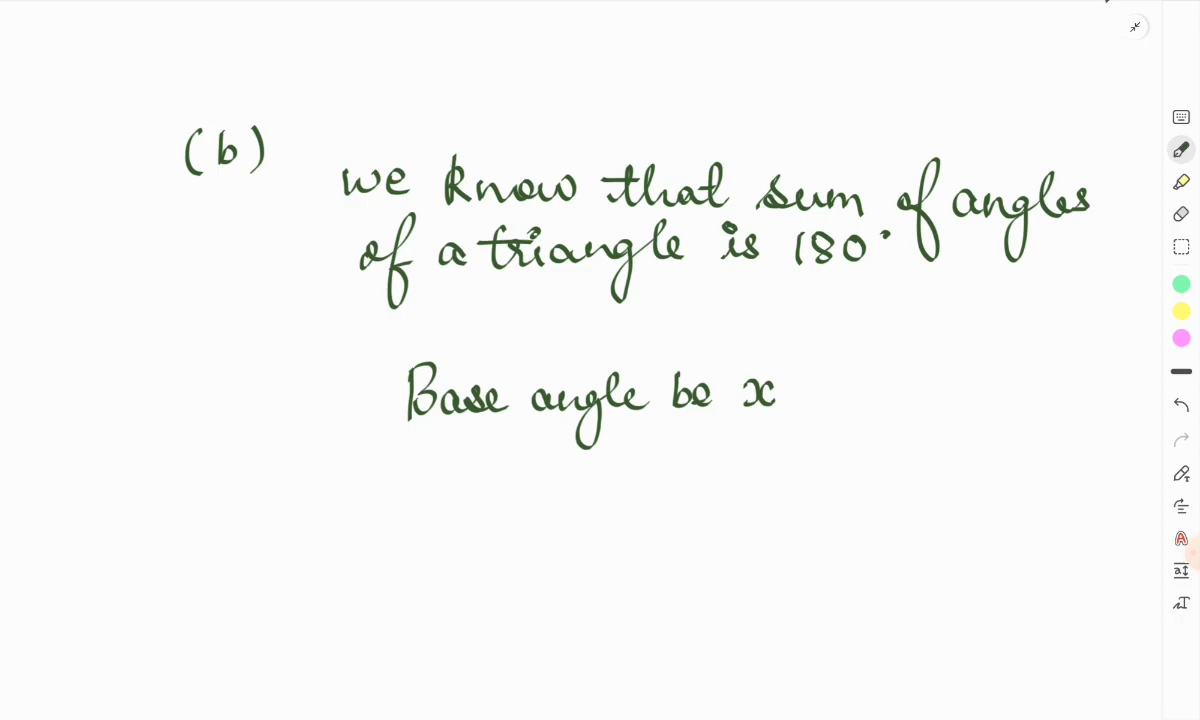 (b)
we know that sum of angles
of a triangle is 180°
Base angle be x